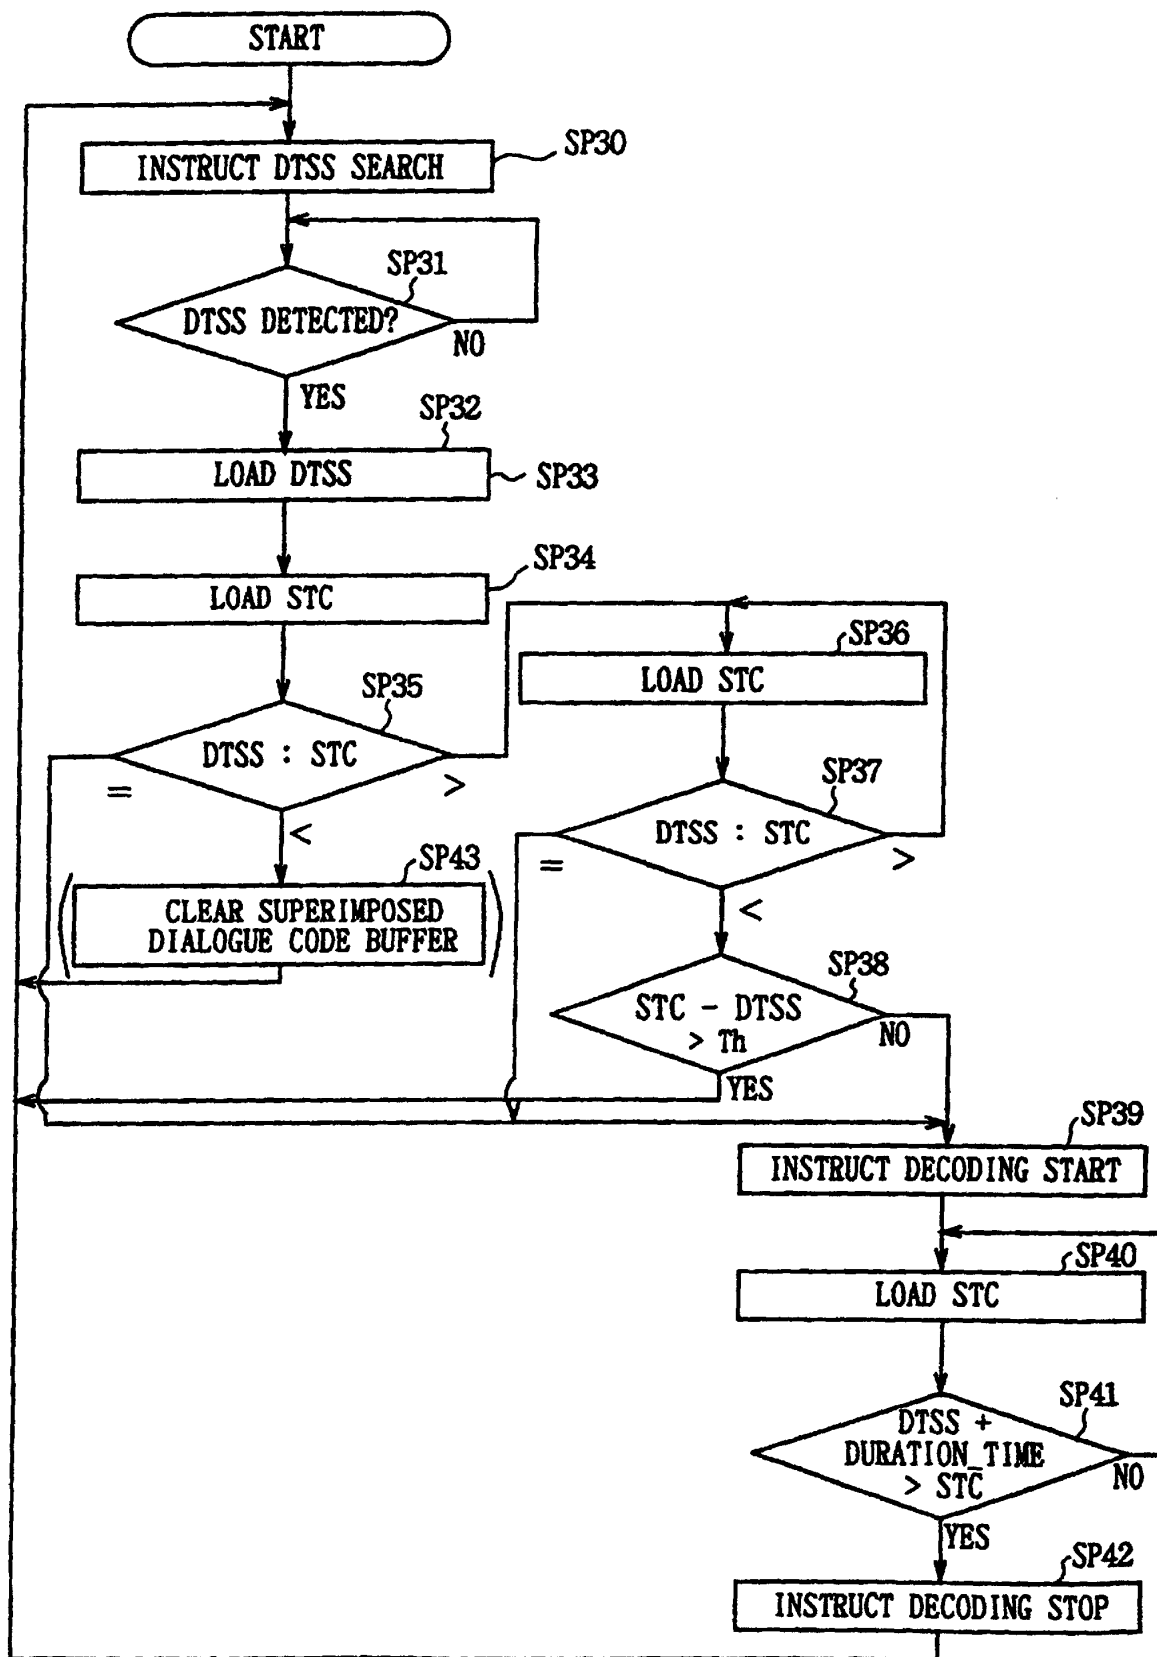 START
SP30
INSTRUCT DTSS SEARCH
SP31
DTSS DETECTED?
NO
YES
SP32
LOAD DTSS
SP33
SP34
LOAD STC
SP35
DTSS : STC
=
>
<
SP36
LOAD STC
SP37
DTSS : STC
=
>
<
SP43
CLEAR SUPERIMPOSED
DIALOGUE CODE BUFFER
SP38
STC - DTSS
> Th
NO
YES
SP39
INSTRUCT DECODING START
SP40
LOAD STC
SP41
DTSS +
DURATION_TIME
> STC
NO
YES
SP42
INSTRUCT DECODING STOP